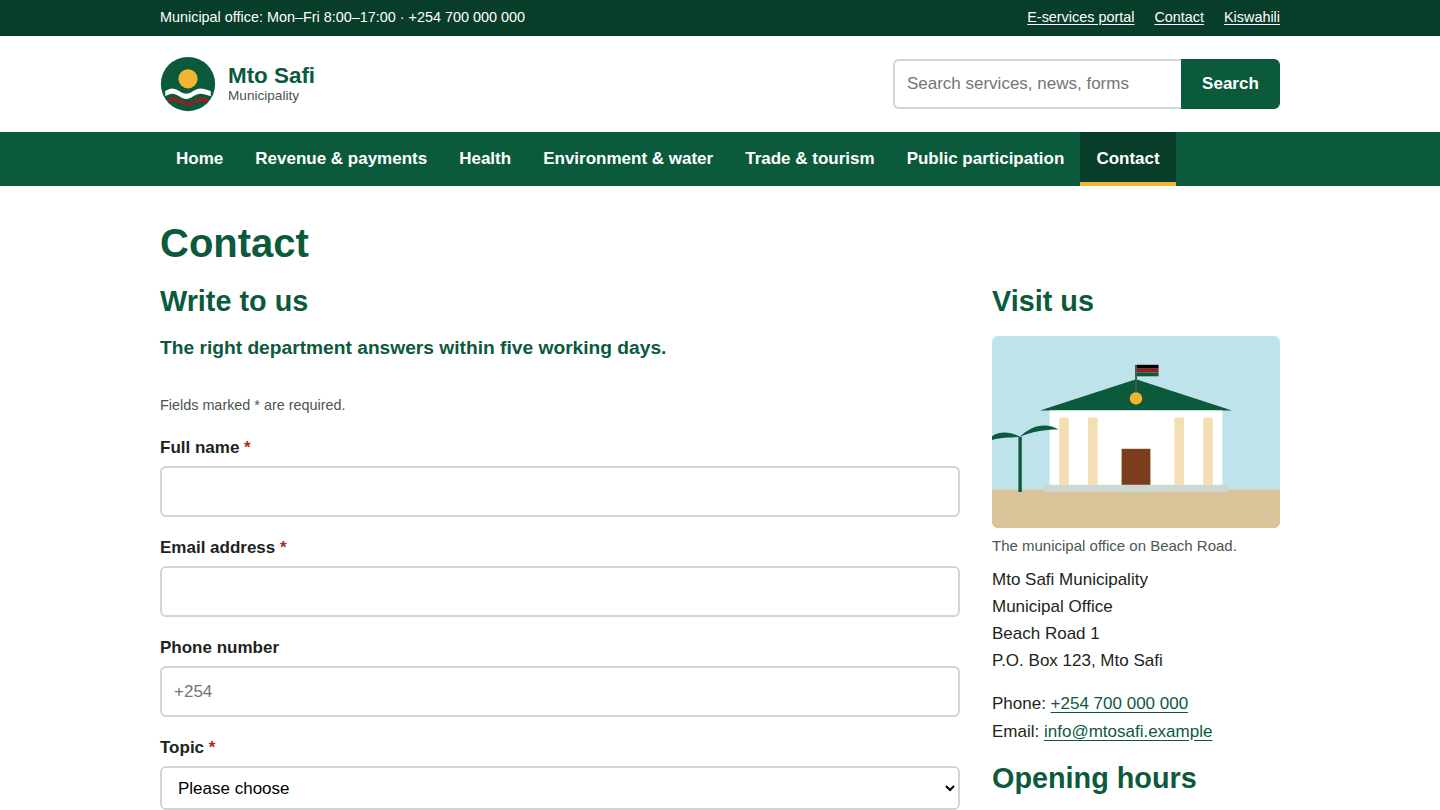 Municipal office: Mon–Fri 8:00–17:00 · +254 700 000 000
E-services portal Contact Kiswahili
Mto Safi
Municipality
Search services, news, forms
Search
Home Revenue & payments Health Environment & water Trade & tourism Public participation Contact
Contact
Write to us
The right department answers within five working days.
Fields marked * are required.
Full name *
Email address *
Phone number
+254
Topic *
Please choose
Visit us
The municipal office on Beach Road.
Mto Safi Municipality
Municipal Office
Beach Road 1
P.O. Box 123, Mto Safi
Phone: +254 700 000 000
Email: info@mtosafi.example
Opening hours